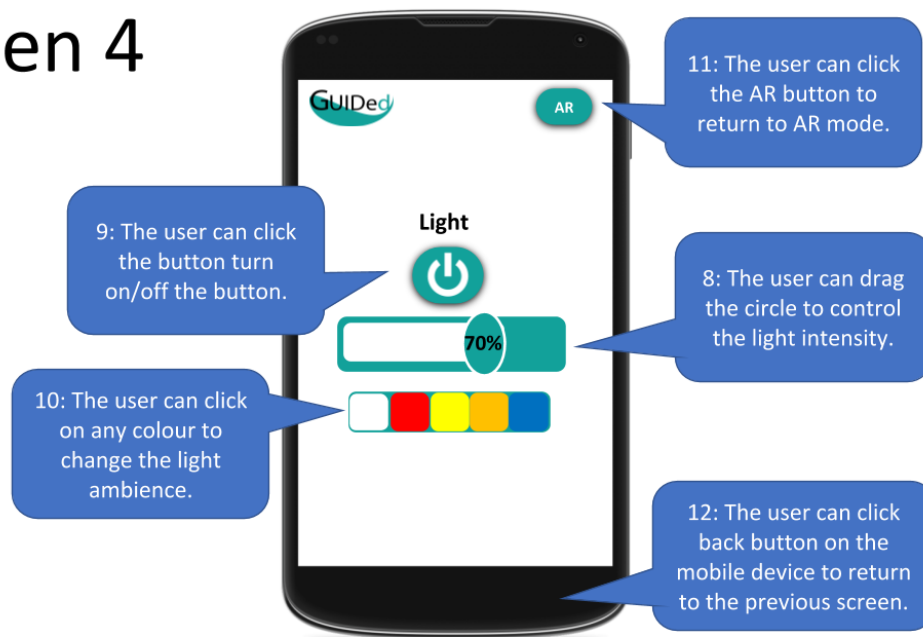 en 4
GUIDed
AR
11: The user can click
the AR button to
return to AR mode.
9: The user can click
the button turn
on/off the button.
Light
8: The user can drag
the circle to control
the light intensity.
70%
10: The user can click
on any colour to
change the light
ambience.
12: The user can click
back button on the
mobile device to return
to the previous screen.